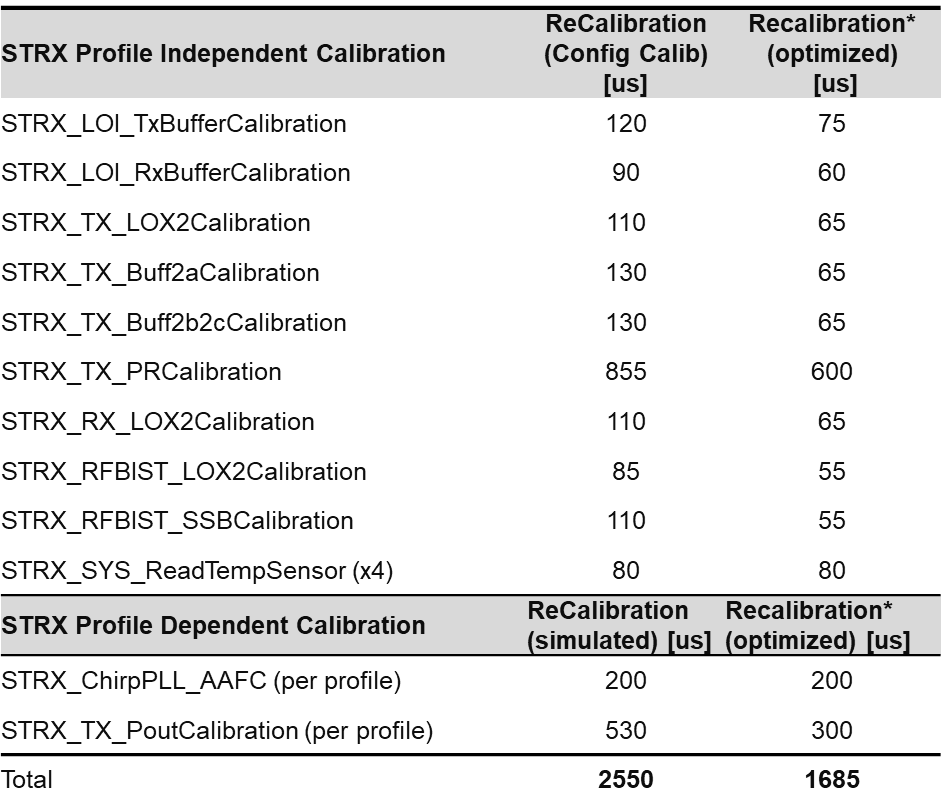 STRX Profile Independent Calibration ReCalibration (Config Calib) [us] Recalibration* (optimized) [us]
STRX_LOI_TxBufferCalibration 120 75
STRX_LOI_RxBufferCalibration 90 60
STRX_TX_LOX2Calibration 110 65
STRX_TX_Buff2aCalibration 130 65
STRX_TX_Buff2b2cCalibration 130 65
STRX_TX_PRCalibration 855 600
STRX_RX_LOX2Calibration 110 65
STRX_RFBIST_LOX2Calibration 85 55
STRX_RFBIST_SSBCalibration 110 55
STRX_SYS_ReadTempSensor (x4) 80 80
STRX Profile Dependent Calibration ReCalibration (simulated) [us] Recalibration* (optimized) [us]
STRX_ChirpPLL_AAFC (per profile) 200 200
STRX_TX_PoutCalibration (per profile) 530 300
Total 2550 1685